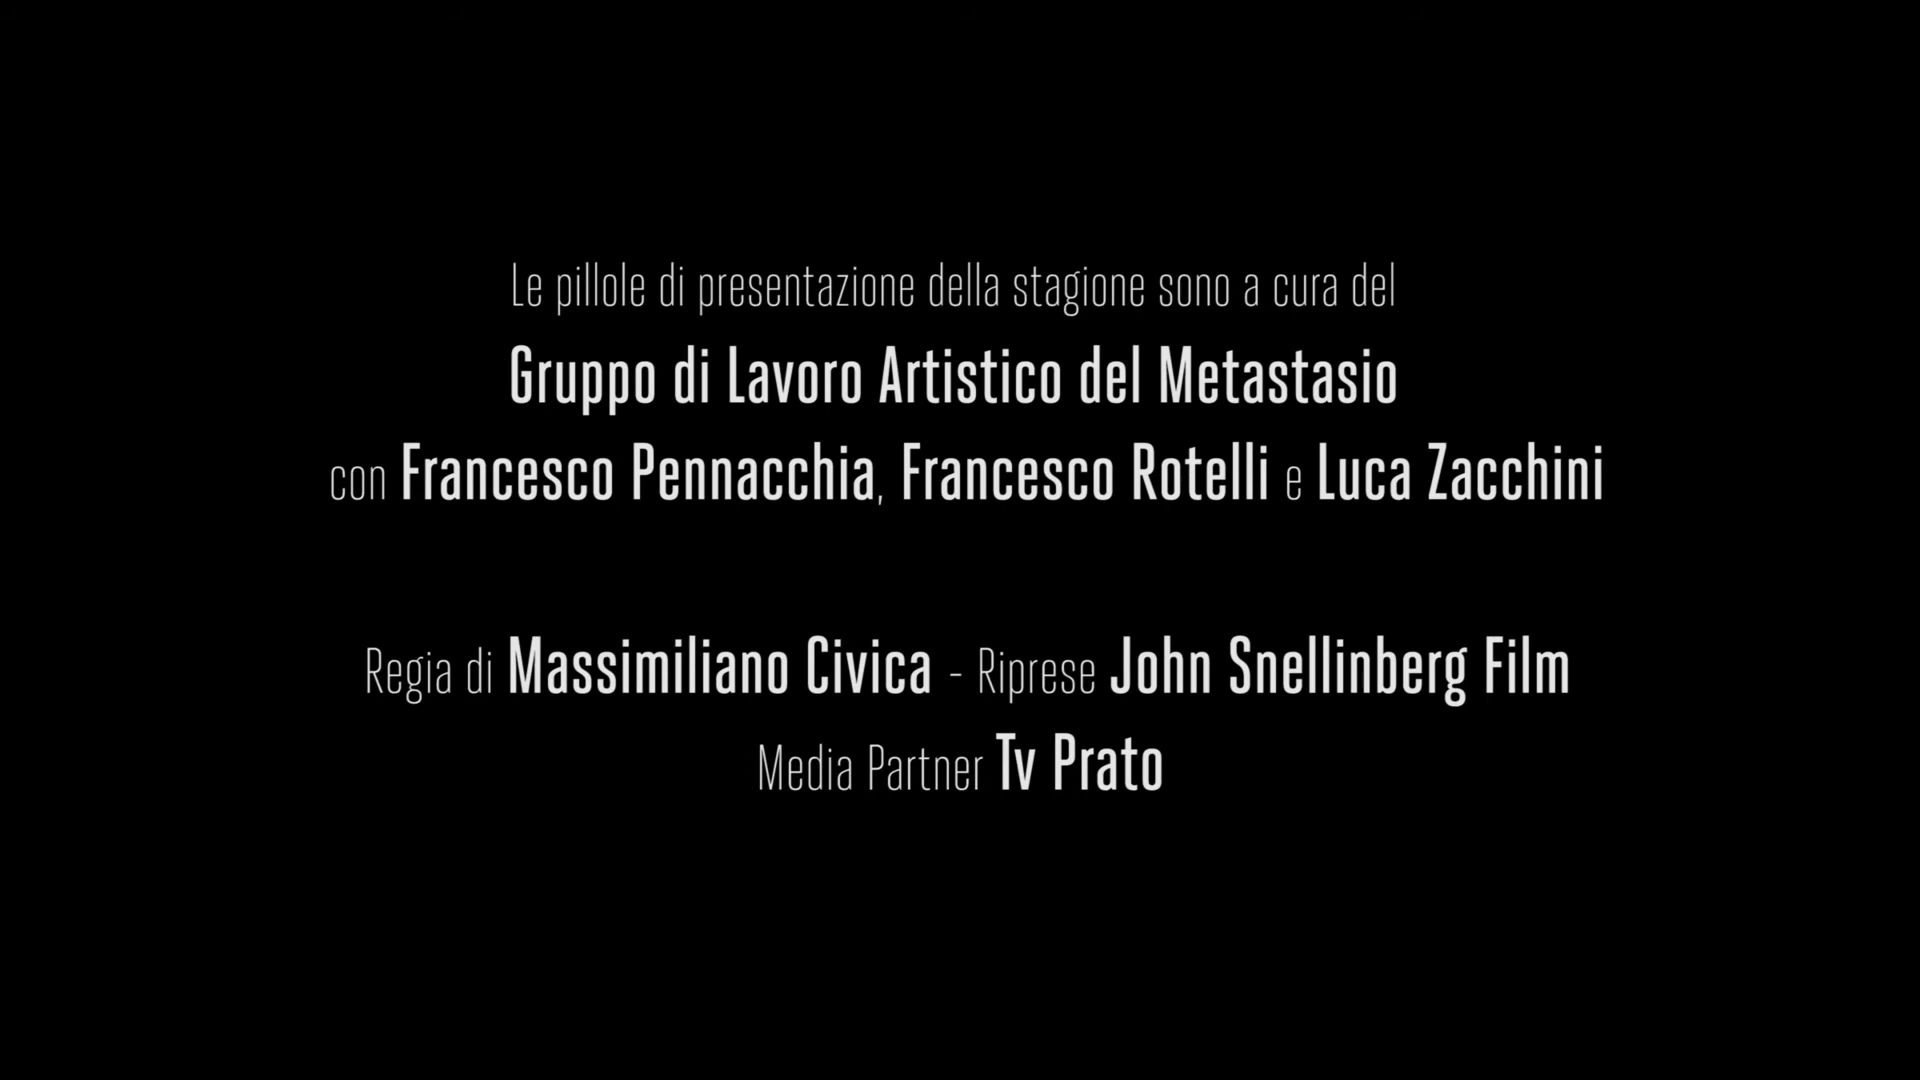 Le pillole di presentazione della stagione sono a cura del
Gruppo di Lavoro Artistico del Metastasio
con Francesco Pennacchia, Francesco Rotelli e Luca Zacchini
Regia di Massimiliano Civica - Riprese John Snellinberg Film
Media Partner Tv Prato